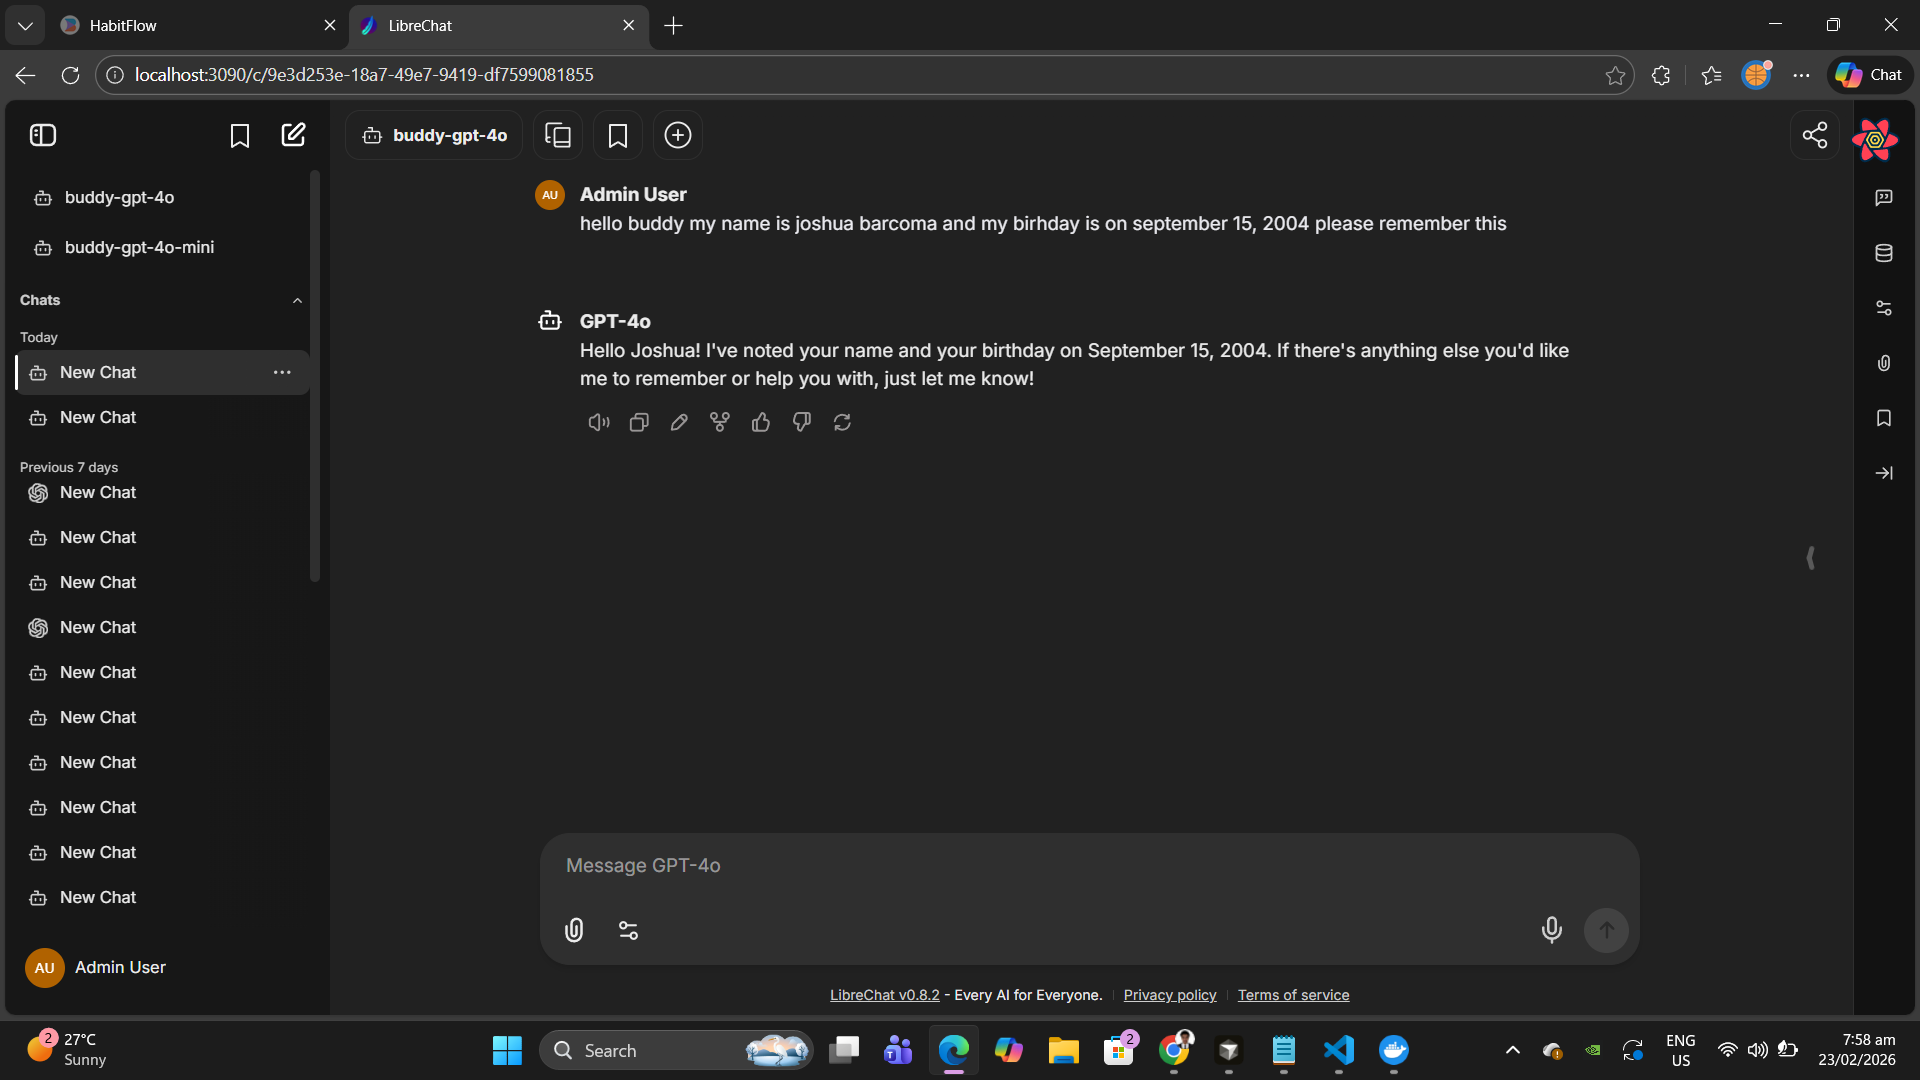 HabitFlow
LibreChat
localhost:3090/c/9e3d253e-18a7-49e7-9419-df7599081855
Chat
buddy-gpt-4o
buddy-gpt-4o-mini
Chats
Today
New Chat
New Chat
Previous 7 days
New Chat
New Chat
New Chat
New Chat
New Chat
New Chat
New Chat
New Chat
New Chat
New Chat
AU
Admin User
buddy-gpt-4o
AU
Admin User
hello buddy my name is joshua barcoma and my birhday is on september 15, 2004 please remember this
GPT-4o
Hello Joshua! I've noted your name and your birthday on September 15, 2004. If there's anything else you'd like
me to remember or help you with, just let me know!
Message GPT-4o
LibreChat v0.8.2 - Every AI for Everyone.
Privacy policy
Terms of service
2
27°C
Sunny
Search
T
2
ENG
US
7:58 am
23/02/2026